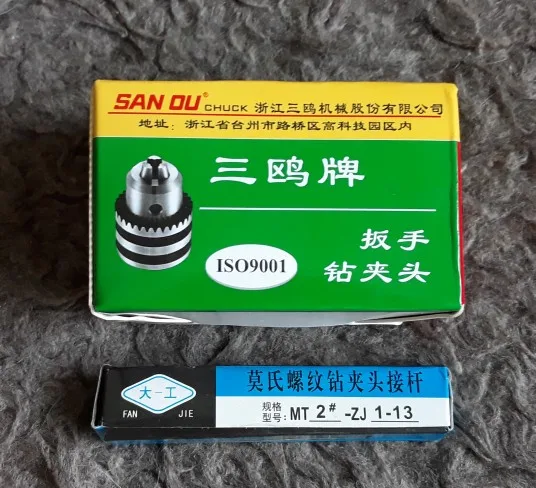 SAN OU® CHUCK 浙江三鸥机械股份有限公司
地址：浙江省台州市路桥区高科技园区内
三鸥牌
扳手
钻夹头
ISO9001
莫氏螺纹钻夹头接杆
大一工
FAN JIE
规格
型号: MT 2# -ZJ 1-13